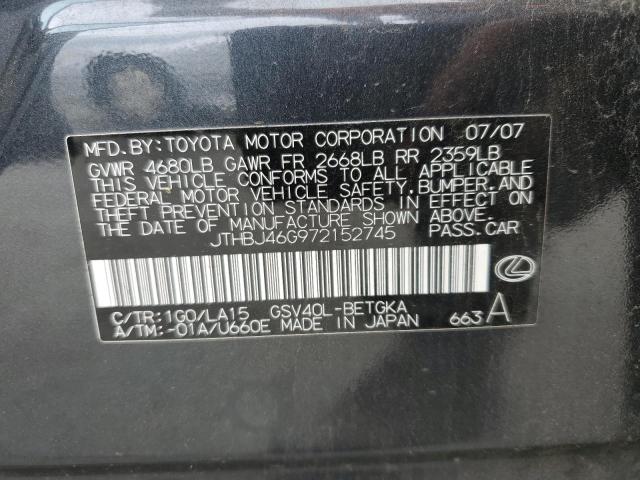 MFD.BY:TOYOTA MOTOR CORPORATION 07/07
GVWR 4680LB GAWR FR 2668LB RR 2359LB
THIS VEHICLE CONFORMS TO ALL APPLICABLE
FEDERAL MOTOR VEHICLE SAFETY,BUMPER,AND
THEFT PREVENTION STANDARDS IN EFFECT
ON THE DATE OF MANUFACTURE SHOWN ABOVE.
JTHBJ46G972152745 PASS.CAR
C/TR:1G0/LA15 GSV40L-BETGKA
A/TM:-01A/U660E MADE IN JAPAN 663 A